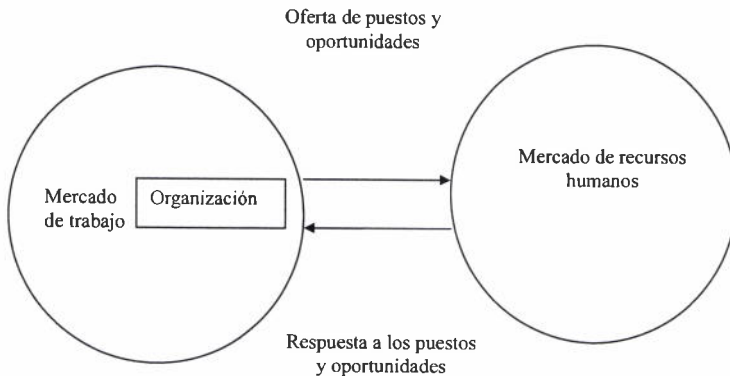 Oferta de puestos y
oportunidades
Mercado
de trabajo
Organización
Mercado de recursos
humanos
Respuesta a los puestos
y oportunidades